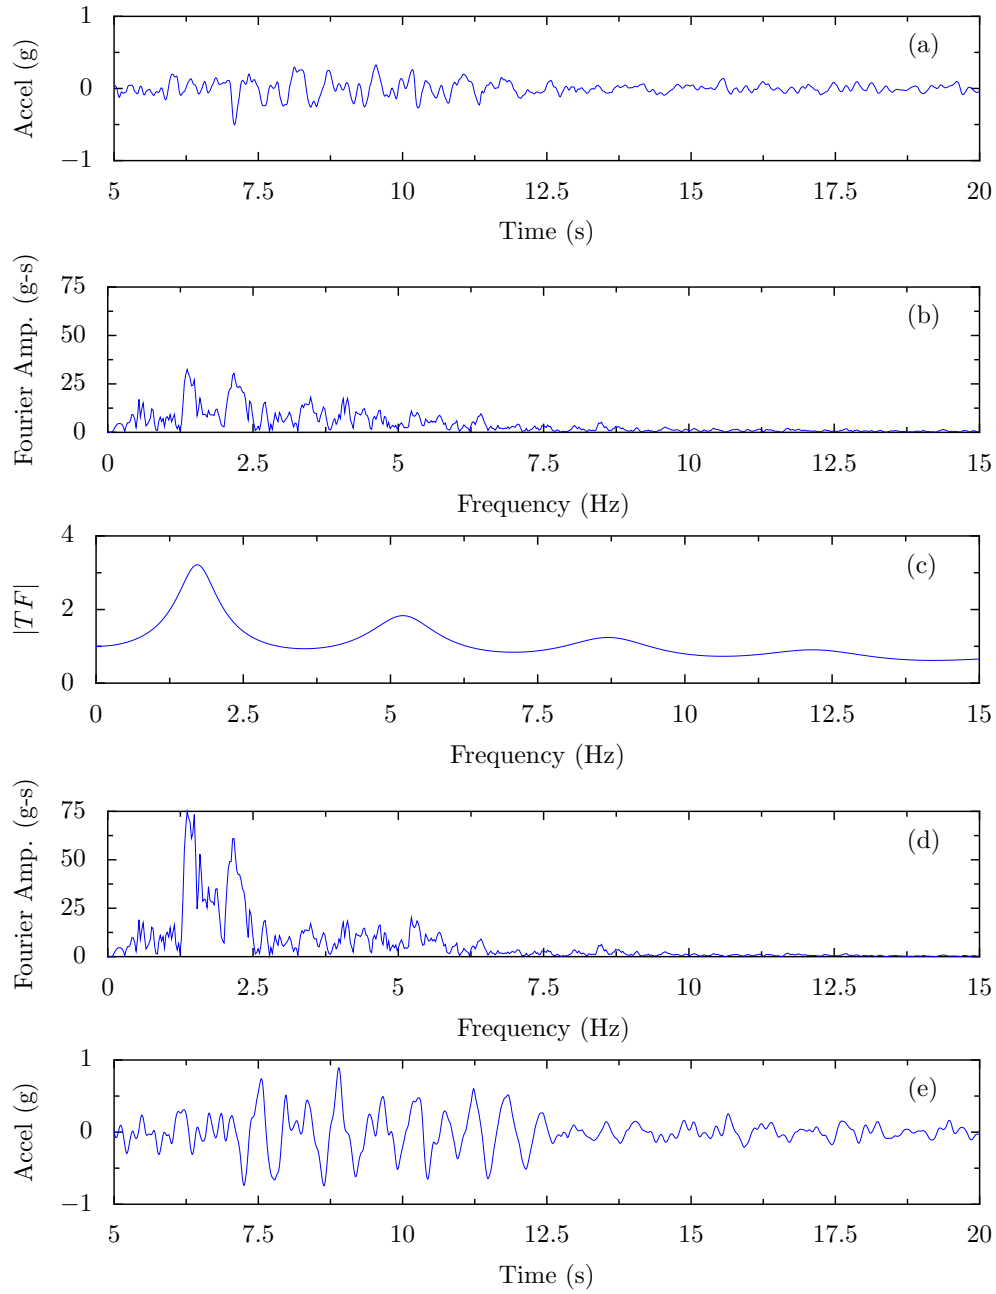 1
0
−1
Accel (g)
(a)
5 7.5 10 12.5 15 17.5 20
Time (s)
75
50
25
0
Fourier Amp. (g-s)
(b)
0 2.5 5 7.5 10 12.5 15
Frequency (Hz)
4
2
0
|TF|
(c)
0 2.5 5 7.5 10 12.5 15
Frequency (Hz)
75
50
25
0
Fourier Amp. (g-s)
(d)
0 2.5 5 7.5 10 12.5 15
Frequency (Hz)
1
0
−1
Accel (g)
(e)
5 7.5 10 12.5 15 17.5 20
Time (s)